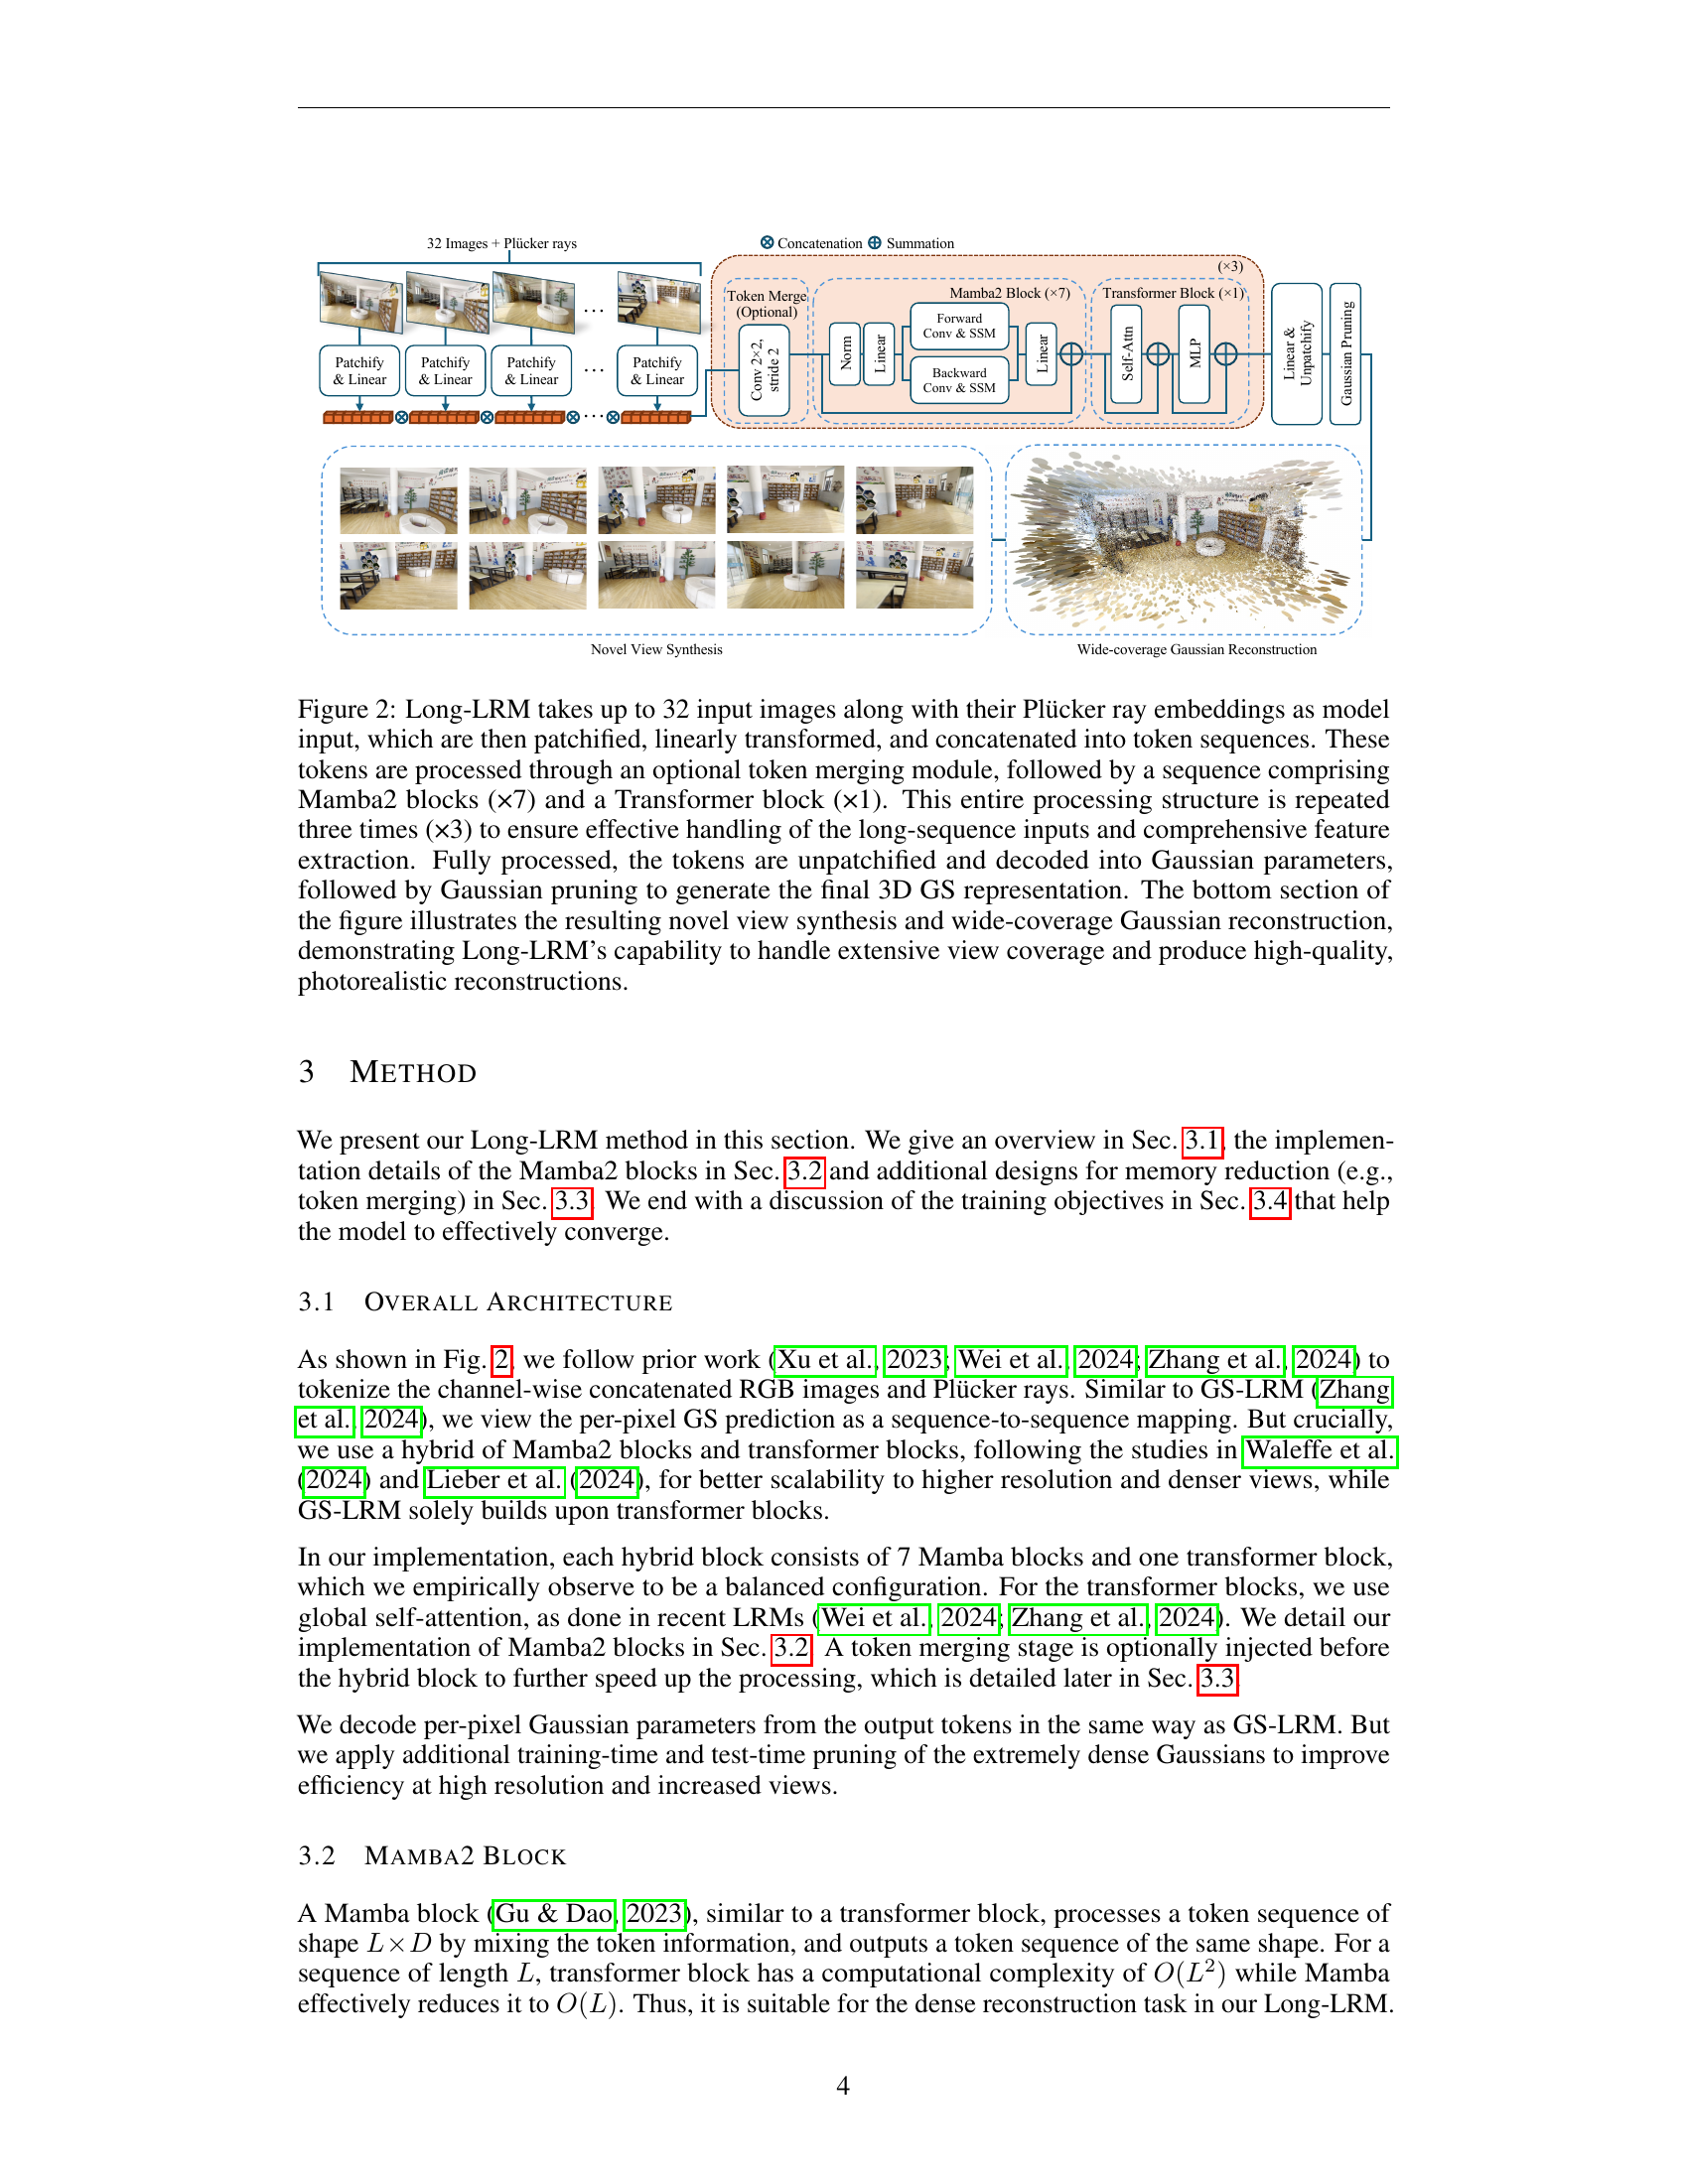 32 Images + Plücker rays
⊗ Concatenation ⊕ Summation
(×3)
Token Merge
(Optional)
Mamba2 Block (×7)
Transformer Block (×1)
Patchify
& Linear
Patchify
& Linear
Patchify
& Linear
...
Patchify
& Linear
Conv 2×2,
stride 2
Norm
Linear
Forward
Conv & SSM
Backward
Conv & SSM
Linear
Self-Attn
MLP
Linear &
Unpatchify
Gaussian Pruning
Novel View Synthesis
Wide-coverage Gaussian Reconstruction
Figure 2: Long-LRM takes up to 32 input images along with their Plücker ray embeddings as model
input, which are then patchified, linearly transformed, and concatenated into token sequences. These
tokens are processed through an optional token merging module, followed by a sequence comprising
Mamba2 blocks (×7) and a Transformer block (×1). This entire processing structure is repeated
three times (×3) to ensure effective handling of the long-sequence inputs and comprehensive feature
extraction. Fully processed, the tokens are unpatchified and decoded into Gaussian parameters,
followed by Gaussian pruning to generate the final 3D GS representation. The bottom section of
the figure illustrates the resulting novel view synthesis and wide-coverage Gaussian reconstruction,
demonstrating Long-LRM's capability to handle extensive view coverage and produce high-quality,
photorealistic reconstructions.
3 METHOD
We present our Long-LRM method in this section. We give an overview in Sec. 3.1, the implemen-
tation details of the Mamba2 blocks in Sec. 3.2 and additional designs for memory reduction (e.g.,
token merging) in Sec. 3.3. We end with a discussion of the training objectives in Sec. 3.4 that help
the model to effectively converge.
3.1 OVERALL ARCHITECTURE
As shown in Fig. 2, we follow prior work (Xu et al., 2023; Wei et al., 2024; Zhang et al., 2024) to
tokenize the channel-wise concatenated RGB images and Plücker rays. Similar to GS-LRM (Zhang
et al., 2024), we view the per-pixel GS prediction as a sequence-to-sequence mapping. But crucially,
we use a hybrid of Mamba2 blocks and transformer blocks, following the studies in Waleffe et al.
(2024) and Lieber et al. (2024), for better scalability to higher resolution and denser views, while
GS-LRM solely builds upon transformer blocks.
In our implementation, each hybrid block consists of 7 Mamba blocks and one transformer block,
which we empirically observe to be a balanced configuration. For the transformer blocks, we use
global self-attention, as done in recent LRMs (Wei et al., 2024; Zhang et al., 2024). We detail our
implementation of Mamba2 blocks in Sec. 3.2. A token merging stage is optionally injected before
the hybrid block to further speed up the processing, which is detailed later in Sec. 3.3.
We decode per-pixel Gaussian parameters from the output tokens in the same way as GS-LRM. But
we apply additional training-time and test-time pruning of the extremely dense Gaussians to improve
efficiency at high resolution and increased views.
3.2 MAMBA2 BLOCK
A Mamba block (Gu & Dao, 2023), similar to a transformer block, processes a token sequence of
shape L×D by mixing the token information, and outputs a token sequence of the same shape. For a
sequence of length L, transformer block has a computational complexity of O(L²) while Mamba
effectively reduces it to O(L). Thus, it is suitable for the dense reconstruction task in our Long-LRM.
4